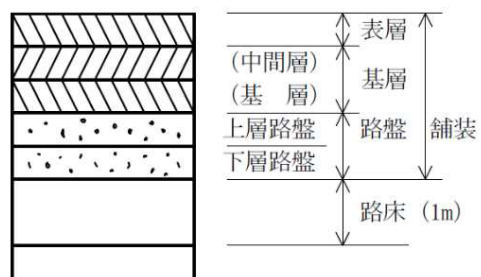 表層
(中間層)
(基　層)
基層
上層路盤
下層路盤
路盤
舗装
路床 (1m)